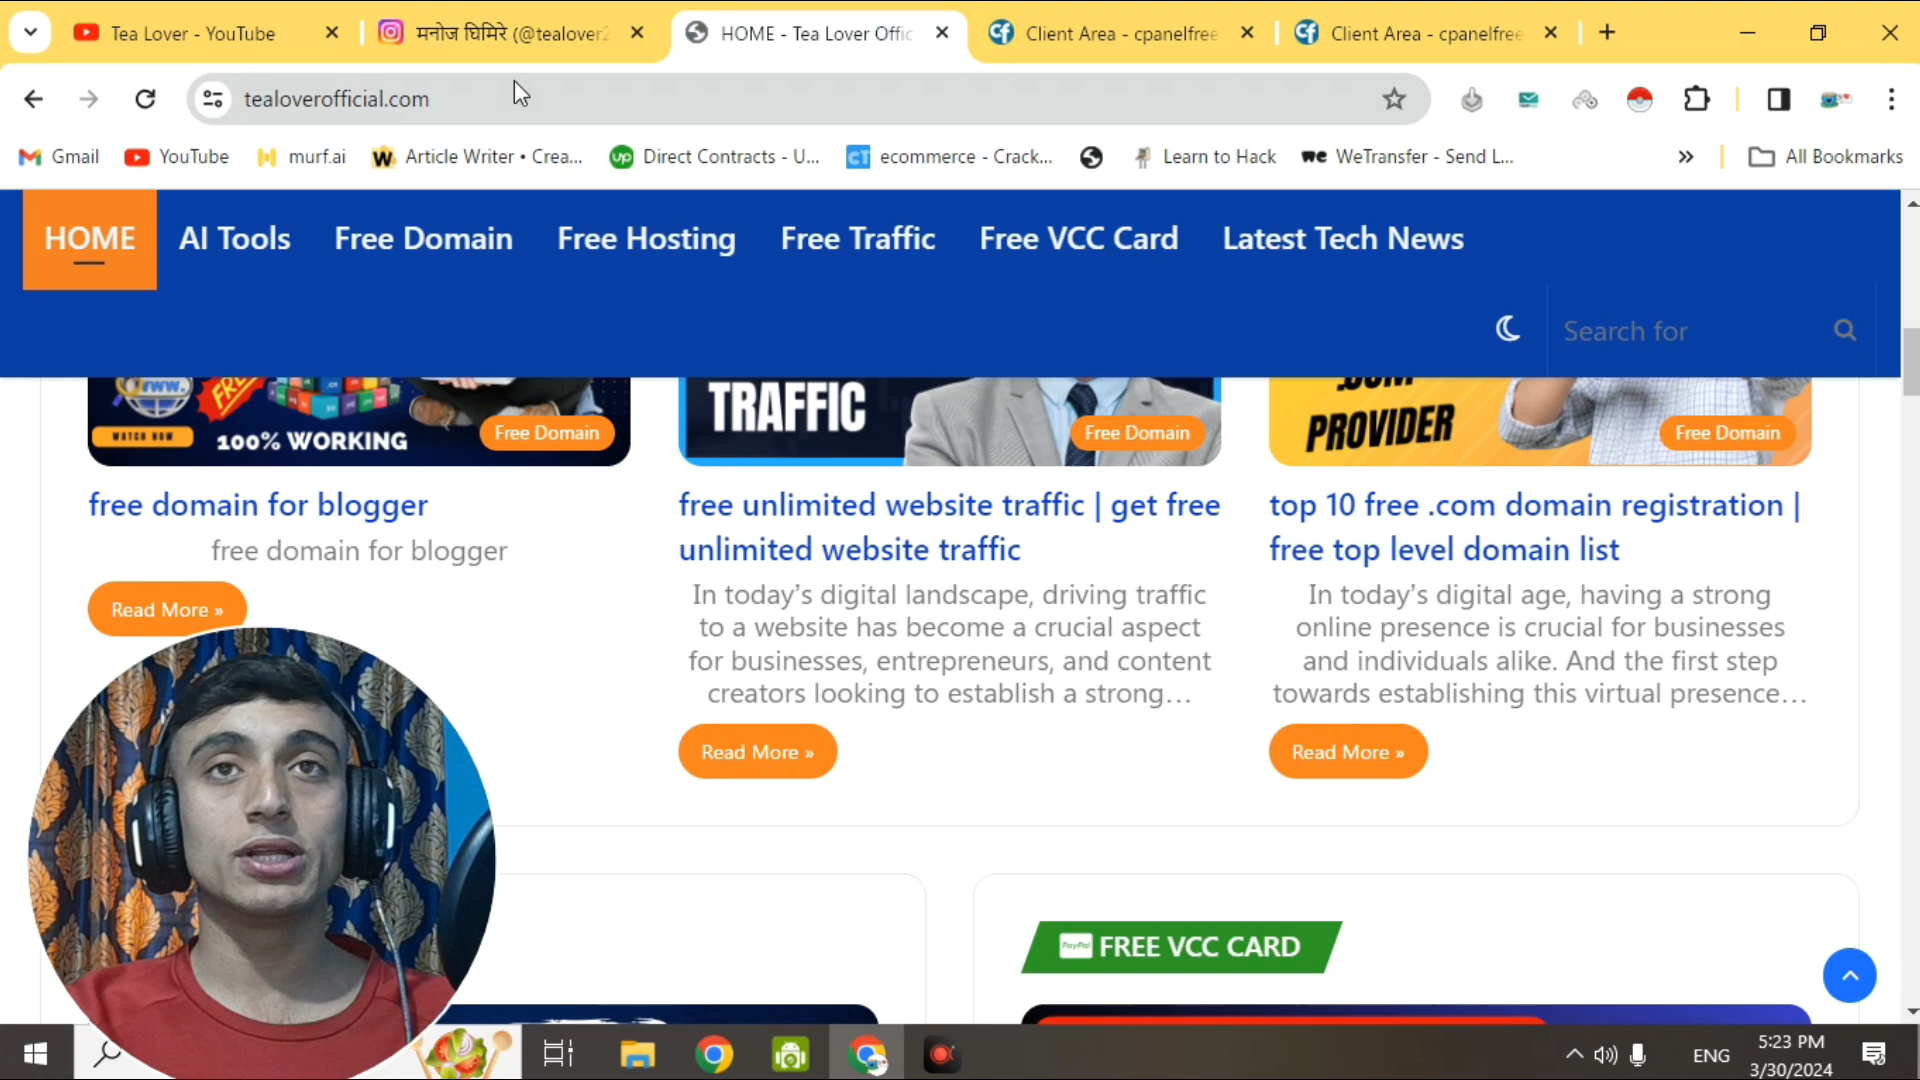 Tea Lover - YouTube
मनोज घिमिरे (@tealover2
HOME - Tea Lover Offic
Client Area - cpanelfree
Client Area - cpanelfree
tealoverofficial.com
Gmail
YouTube
murf.ai
Article Writer • Crea...
Direct Contracts - U...
ecommerce - Crack...
Learn to Hack
WeTransfer - Send L...
All Bookmarks
HOME
AI Tools
Free Domain
Free Hosting
Free Traffic
Free VCC Card
Latest Tech News
Search for
WWW.
FREE
WATCH NOW
100% WORKING
Free Domain
TRAFFIC
Free Domain
.COM
PROVIDER
Free Domain
free domain for blogger
free domain for blogger
Read More »
free unlimited website traffic | get free
unlimited website traffic
In today's digital landscape, driving traffic
to a website has become a crucial aspect
for businesses, entrepreneurs, and content
creators looking to establish a strong...
Read More »
top 10 free .com domain registration |
free top level domain list
In today's digital age, having a strong
online presence is crucial for businesses
and individuals alike. And the first step
towards establishing this virtual presence...
Read More »
PayPal FREE VCC CARD
ENG
5:23 PM
3/30/2024